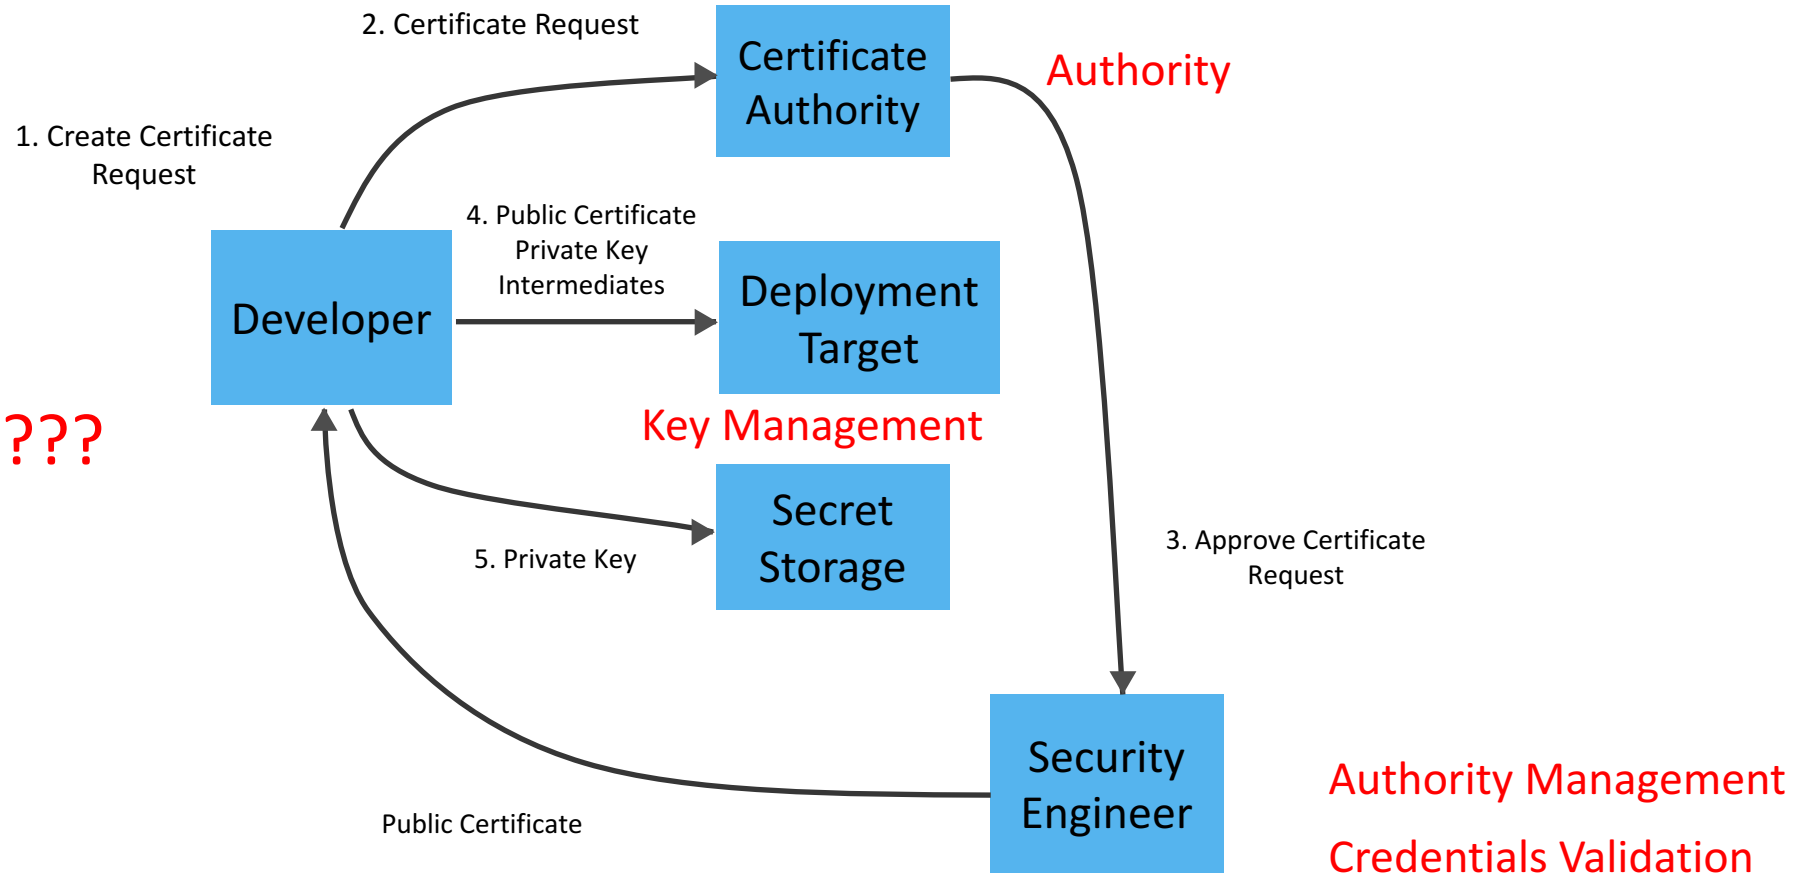 2. Certificate Request
Certificate
Authority
Authority
1. Create Certificate
Request
4. Public Certificate
Private Key
Intermediates
Developer
Deployment
Target
???
Key Management
Secret
Storage
5. Private Key
3. Approve Certificate
Request
Security
Engineer
Public Certificate
Authority Management
Credentials Validation